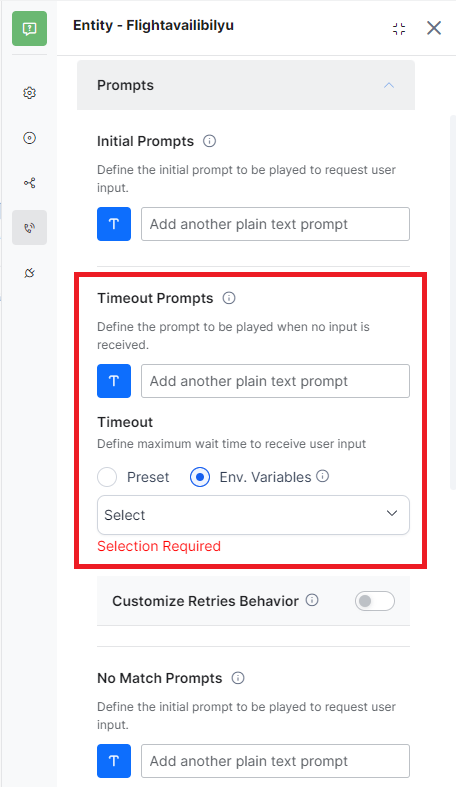 Entity - Flightavailibilyu
Prompts
Initial Prompts
Define the initial prompt to be played to request user
input.
T
Add another plain text prompt
Timeout Prompts
Define the prompt to be played when no input is
received.
T
Add another plain text prompt
Timeout
Define maximum wait time to receive user input
Preset Env. Variables
Select
Selection Required
Customize Retries Behavior
No Match Prompts
Define the initial prompt to be played to request user
input.
T
Add another plain text prompt